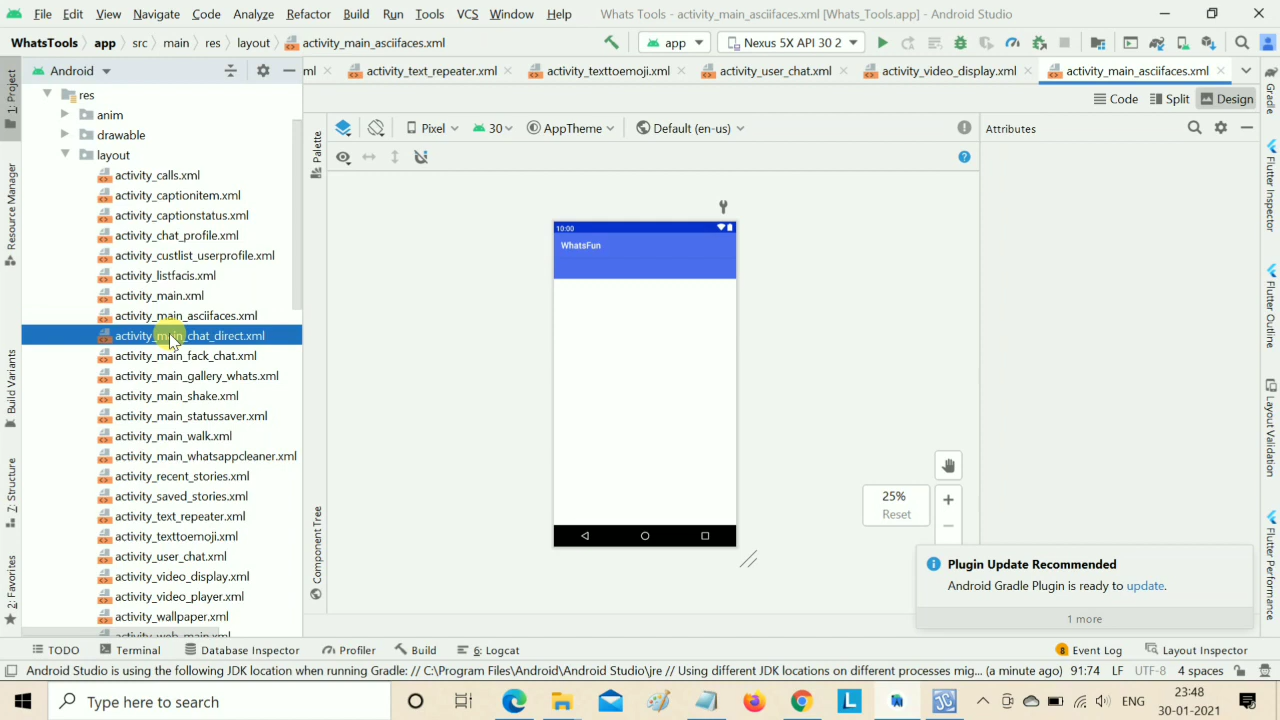 File Edit View Navigate Code Analyze Refactor Build Run Tools VCS Window Help Whats Tools - activity_main_asciifaces.xml [Whats_Tools.app] - Android Studio
WhatsTools app src main res layout activity_main_asciifaces.xml app Nexus 5X API 30 2
Android ml activity_text_repeater.xml activity_texttoemoji.xml activity_user_chat.xml activity_video_display.xml activity_main_asciifaces.xml
Code Split Design
Pixel 30 AppTheme Default (en-us) Attributes
res
anim
drawable
layout
activity_calls.xml
activity_captionitem.xml
activity_captionstatus.xml
activity_chat_profile.xml
activity_custlist_userprofile.xml
activity_listfacis.xml
activity_main.xml
activity_main_asciifaces.xml
activity_main_chat_direct.xml
activity_main_fack_chat.xml
activity_main_gallery_whats.xml
activity_main_shake.xml
activity_main_statussaver.xml
activity_main_walk.xml
activity_main_whatsappcleaner.xml
activity_recent_stories.xml
activity_saved_stories.xml
activity_text_repeater.xml
activity_texttoemoji.xml
activity_user_chat.xml
activity_video_display.xml
activity_video_player.xml
activity_wallpaper.xml
activity_web_main.xml
1: Project
Resource Manager
Build Variants
Z: Structure
2: Favorites
Palette
Component Tree
10:00
WhatsFun
25%
Reset
Plugin Update Recommended
Android Gradle Plugin is ready to update.
1 more
Gradle
Flutter Inspector
Flutter Outline
Layout Validation
Flutter Performance
TODO Terminal Database Inspector Profiler Build 6: Logcat 8 Event Log Layout Inspector
Android Studio is using the following JDK location when running Gradle: // C:\Program Files\Android\Android Studio\jre // Using different JDK locations on different processes mig... (a minute ago) 91:74 LF UTF-8 4 spaces
Type here to search
ENG
23:48
30-01-2021